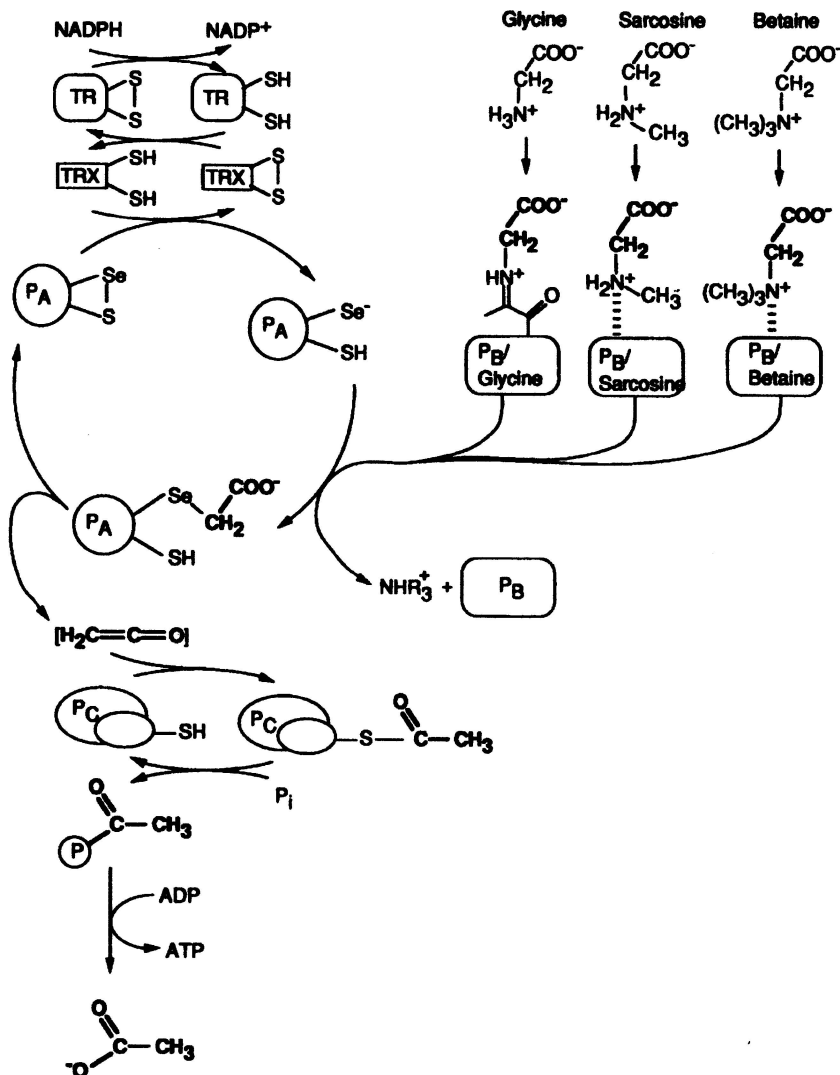 NADPH NADP+
Glycine Sarcosine Betaine
COO- COO- COO-
CH2 CH2 CH2
H3N+ H2N+ CH3 (CH3)3N+
TR S S TR SH SH
TRX SH SH TRX S S
COO- COO- COO-
CH2 CH2 CH2
HN+ O H2N+ CH3 (CH3)3N+
PA Se S
PA Se- SH
PB/ Glycine
PB/ Sarcosine
PB/ Betaine
PA Se CH2 COO-
SH
NHR3+ + PB
[H2C=C=O]
PC SH PC S C CH3
O
Pi
O
P C CH3
ADP
ATP
O
-O C CH3